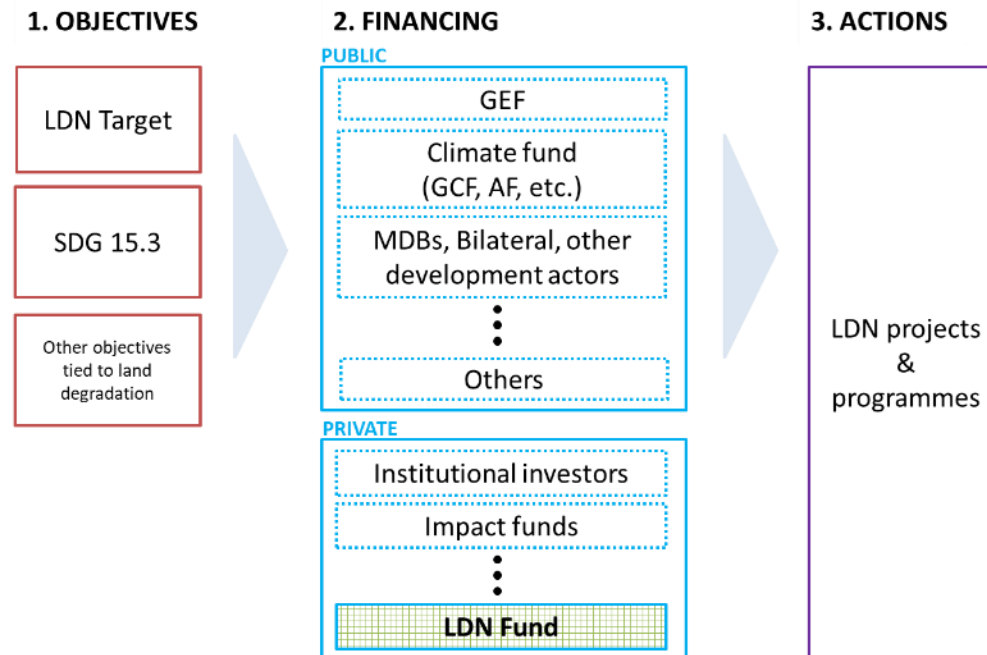 1. OBJECTIVES
LDN Target
SDG 15.3
Other objectives
tied to land
degradation
2. FINANCING
PUBLIC
GEF
Climate fund
(GCF, AF, etc.)
MDBs, Bilateral, other
development actors
Others
PRIVATE
Institutional investors
Impact funds
LDN Fund
3. ACTIONS
LDN projects
&
programmes